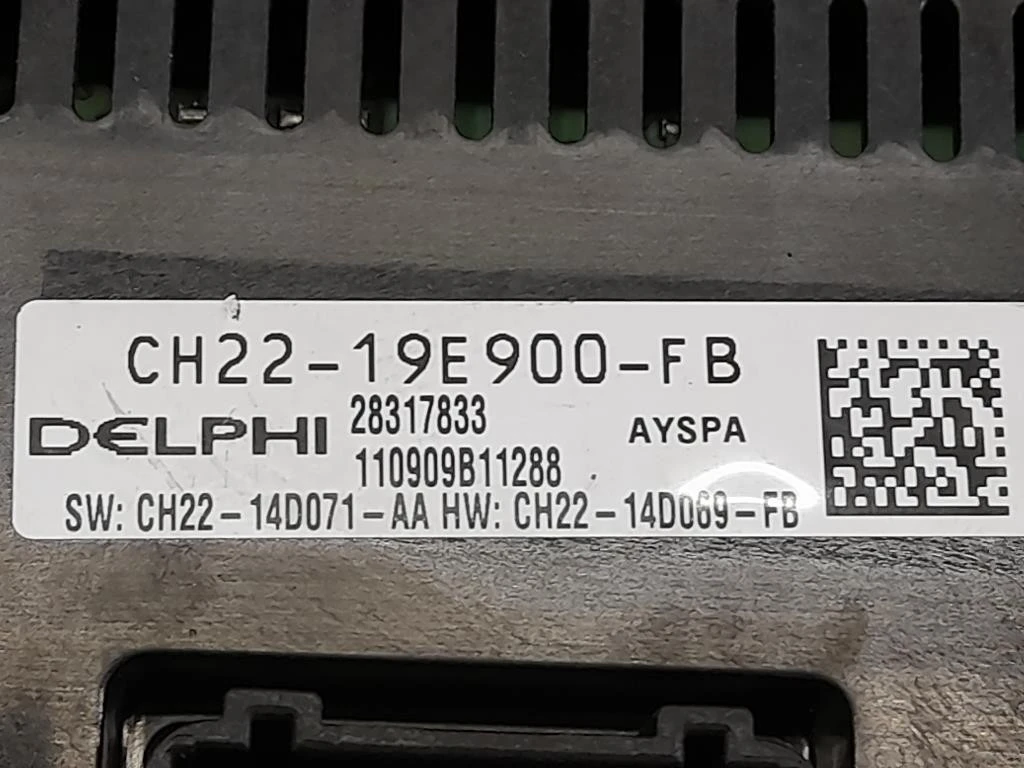 CH22-19E900-FB
DELPHI 28317833 AYSPA
110909B11288
SW: CH22-14D071-AA HW: CH22-14D069-FB